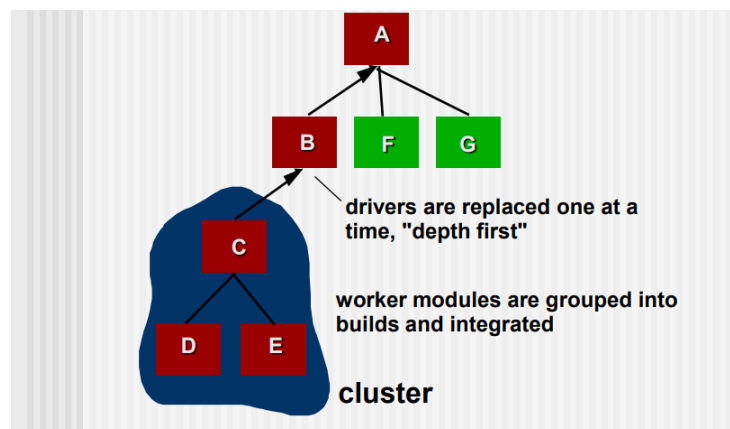 A
B
F
G
drivers are replaced one at a
time, "depth first"
C
worker modules are grouped into
builds and integrated
D
E
cluster